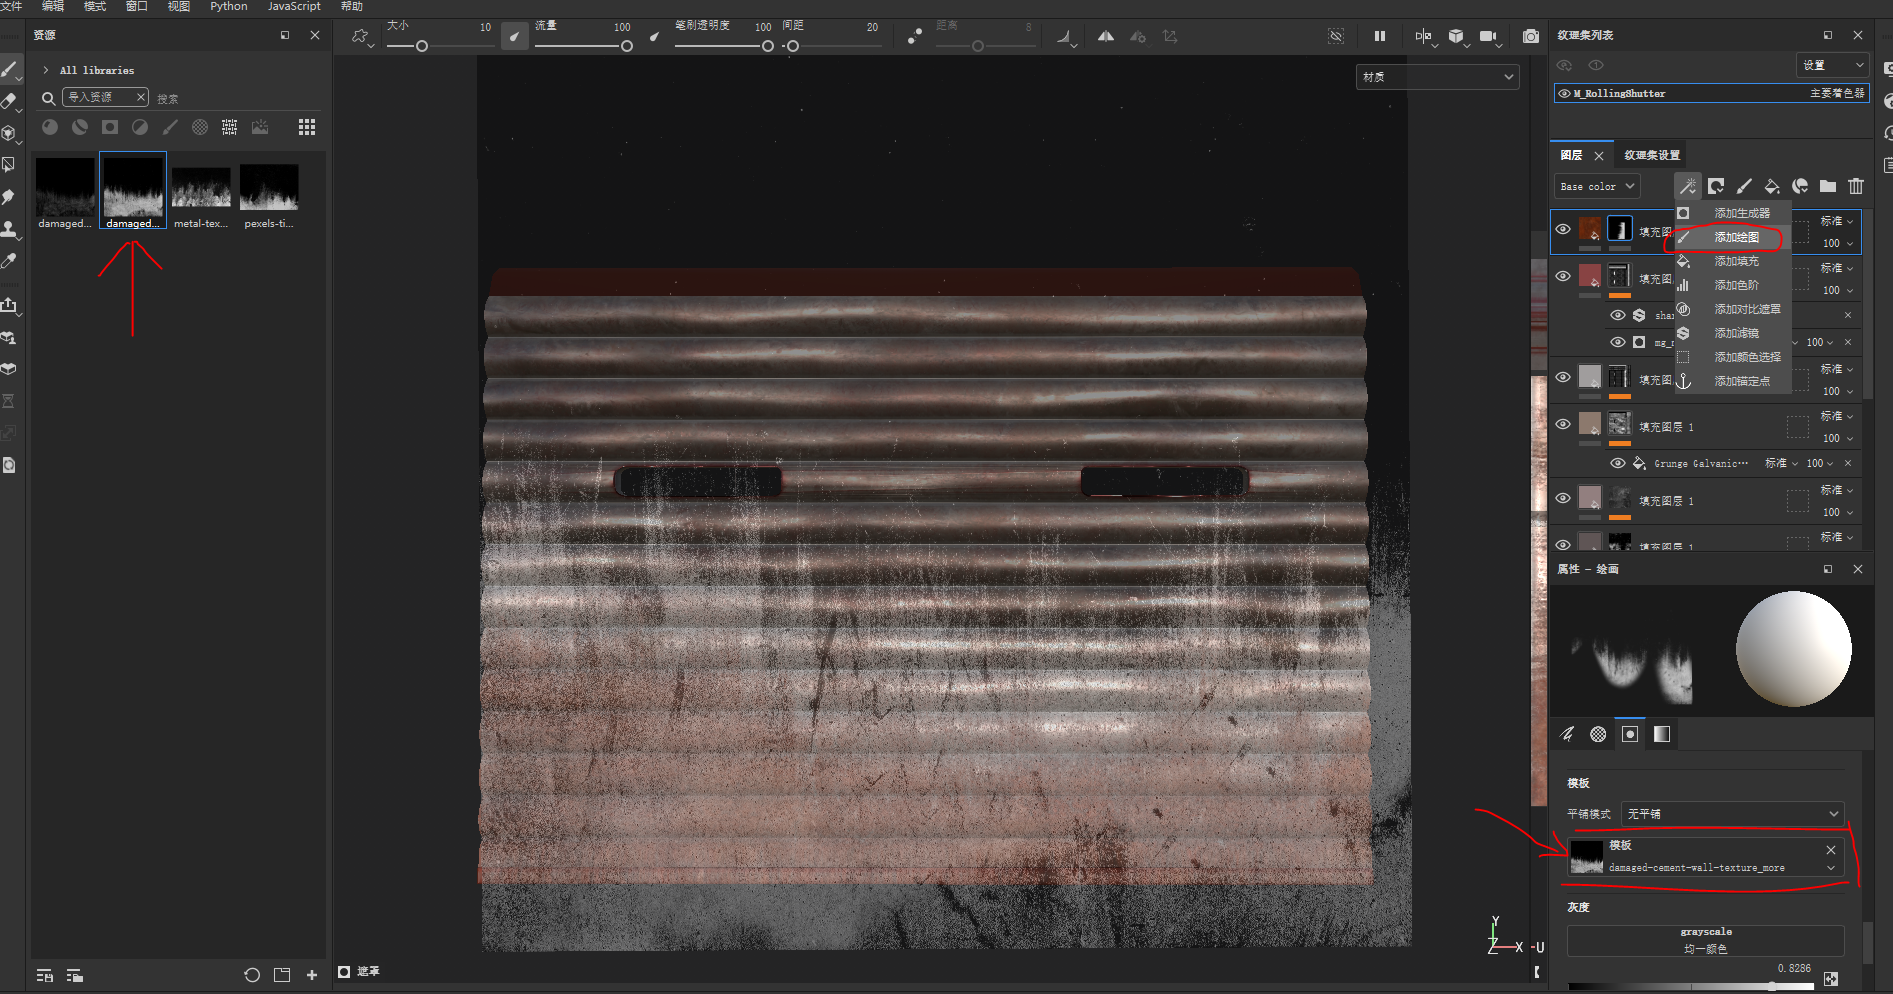 文件 编辑 模式 窗口 视图 Python JavaScript 帮助
资源
大小 10 流量 100 笔刷透明度 100 间距 20 距离 8
纹理集列表
All libraries
材质
设置
导入资源 搜索
M_RollingShutter 主要着色器
图层 纹理集设置
Base color
damaged... damaged... metal-tex... pexels-ti...
添加生成器
添加绘图
添加填充
添加色阶
添加对比遮罩
添加滤镜
添加颜色选择
添加锚定点
填充图 标准
100
填充图 标准
100
shar
mg_r 100
填充图 标准
100
填充图层 1 标准
100
Grunge Galvanic... 标准 100
填充图层 1 标准
100
填充图层 1 标准
属性 - 绘画
模板
平铺模式 无平铺
模板
damaged-cement-wall-texture_more
灰度
grayscale
均一颜色
0.8286
Y
Z X U
遮罩